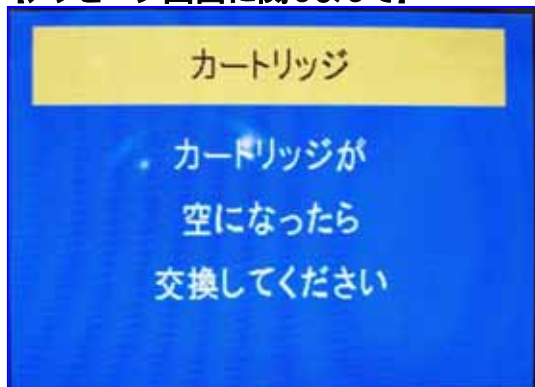 カートリッジ
カートリッジが
空になったら
交換してください